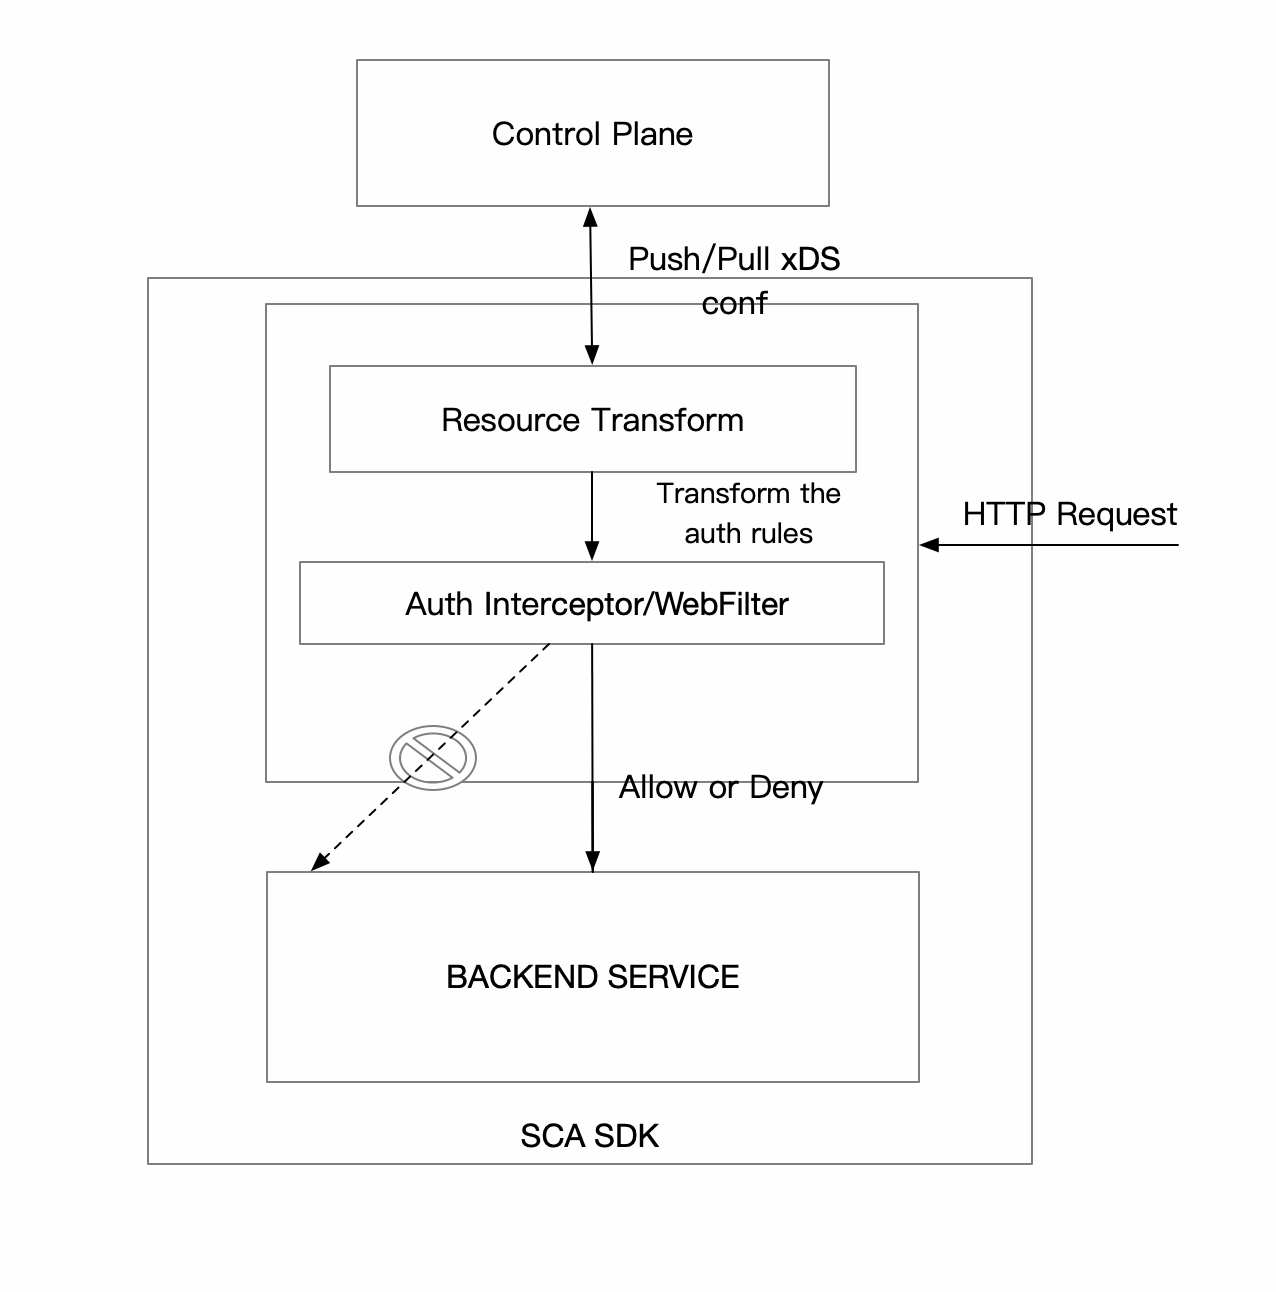 Control Plane
Push/Pull xDS
conf
Resource Transform
Transform the
auth rules
HTTP Request
Auth Interceptor/WebFilter
Allow or Deny
BACKEND SERVICE
SCA SDK